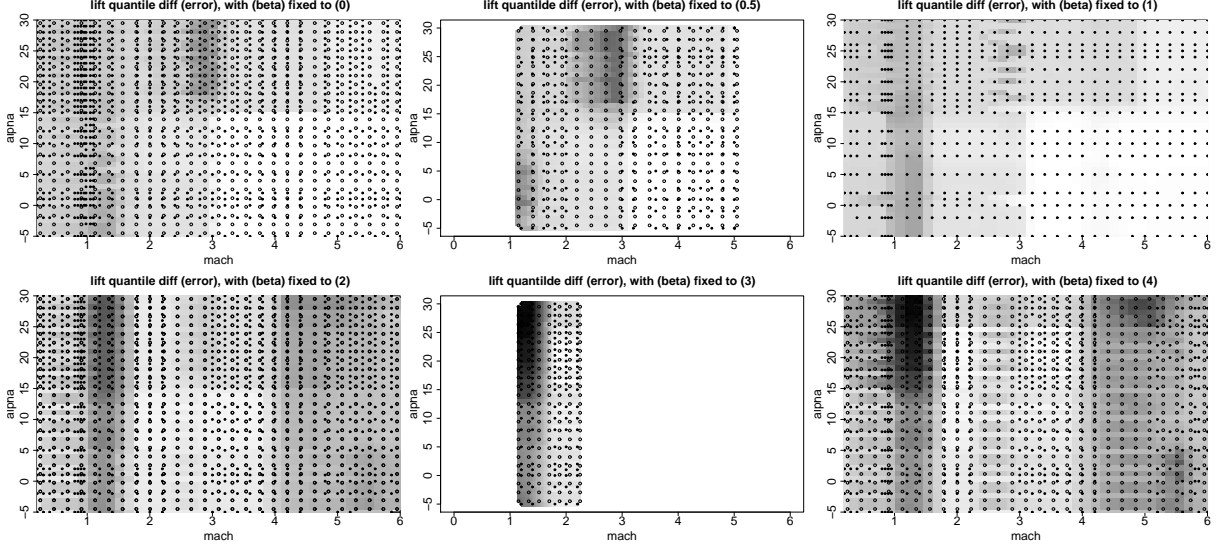 lift quantile diff (error), with (beta) fixed to (0)
30
25
20
15
10
5
0
−5
alpha
1 2 3 4 5 6
mach
lift quantilde diff (error), with (beta) fixed to (0.5)
30
25
20
15
10
5
0
−5
alpha
0 1 2 3 4 5 6
mach
lift quantile diff (error), with (beta) fixed to (1)
30
25
20
15
10
5
0
−5
alpha
1 2 3 4 5 6
mach
lift quantile diff (error), with (beta) fixed to (2)
30
25
20
15
10
5
0
−5
alpha
1 2 3 4 5 6
mach
lift quantilde diff (error), with (beta) fixed to (3)
30
25
20
15
10
5
0
−5
alpha
0 1 2 3 4 5 6
mach
lift quantile diff (error), with (beta) fixed to (4)
30
25
20
15
10
5
0
−5
alpha
1 2 3 4 5 6
mach